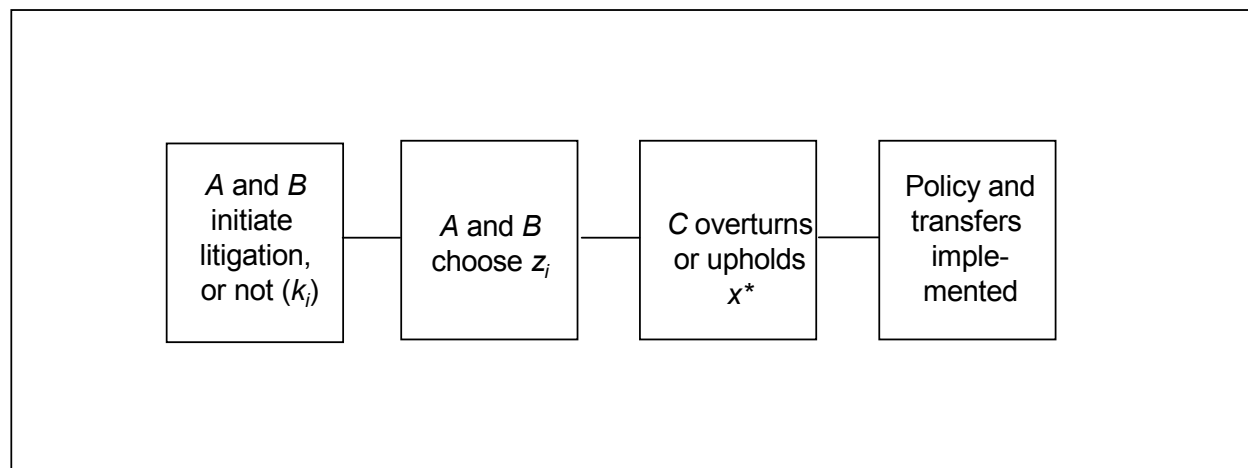 A and B
initiate
litigation,
or not (kᵢ)
A and B
choose zᵢ
C overturns
or upholds
x*
Policy and
transfers
imple-
mented